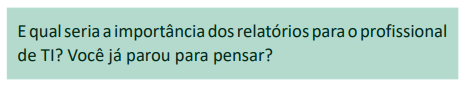 E qual seria a importância dos relatórios para o profissional
de TI? Você já parou para pensar?